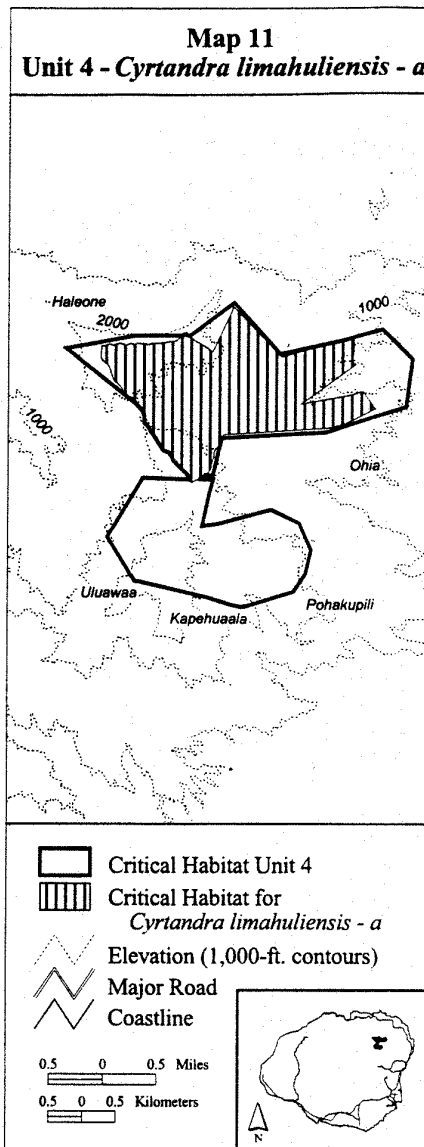 Map 11
Unit 4 - Cyrtandra limahuliensis - a
Haleone
2000
1000
1000
Ohia
Uluawaa
Kapehuaala
Pohakupili
Critical Habitat Unit 4
Critical Habitat for
Cyrtandra limahuliensis - a
Elevation (1,000-ft. contours)
Major Road
Coastline
0.5 0 0.5 Miles
0.5 0 0.5 Kilometers
N